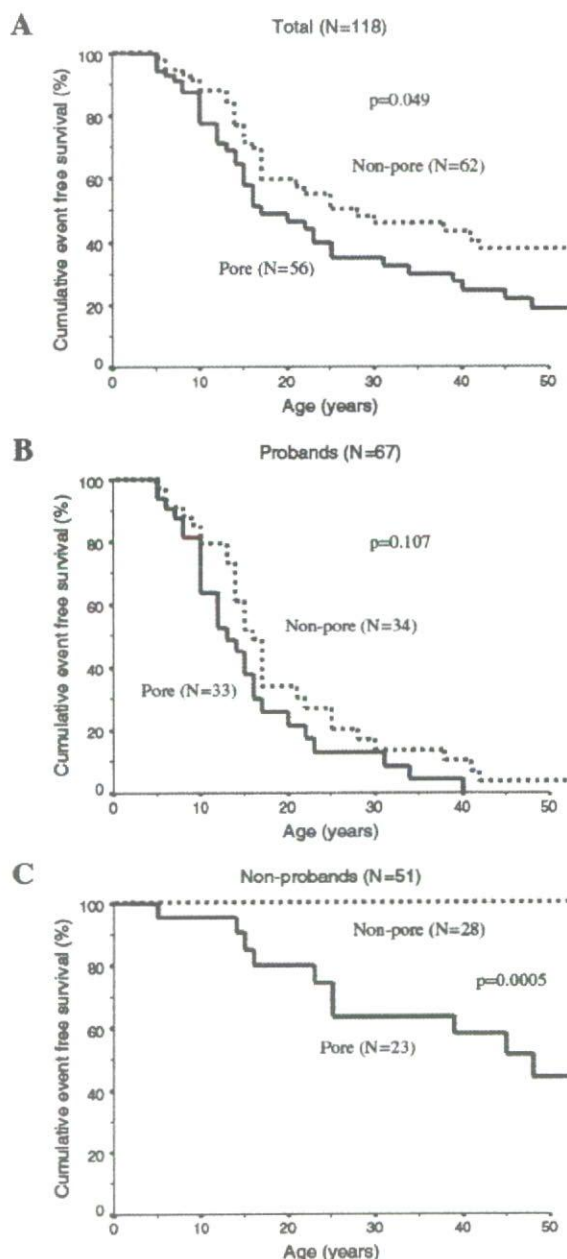 A
Total (N=118)
Cumulative event free survival (%)
100
80
60
40
20
0
p=0.049
Non-pore (N=62)
Pore (N=56)
0 10 20 30 40 50
Age (years)
B
Probands (N=67)
Cumulative event free survival (%)
100
80
60
40
20
0
p=0.107
Non-pore (N=34)
Pore (N=33)
0 10 20 30 40 50
Age (years)
C
Non-probands (N=51)
Cumulative event free survival (%)
100
80
60
40
20
0
Non-pore (N=28)
p=0.0005
Pore (N=23)
0 10 20 30 40 50
Age (years)